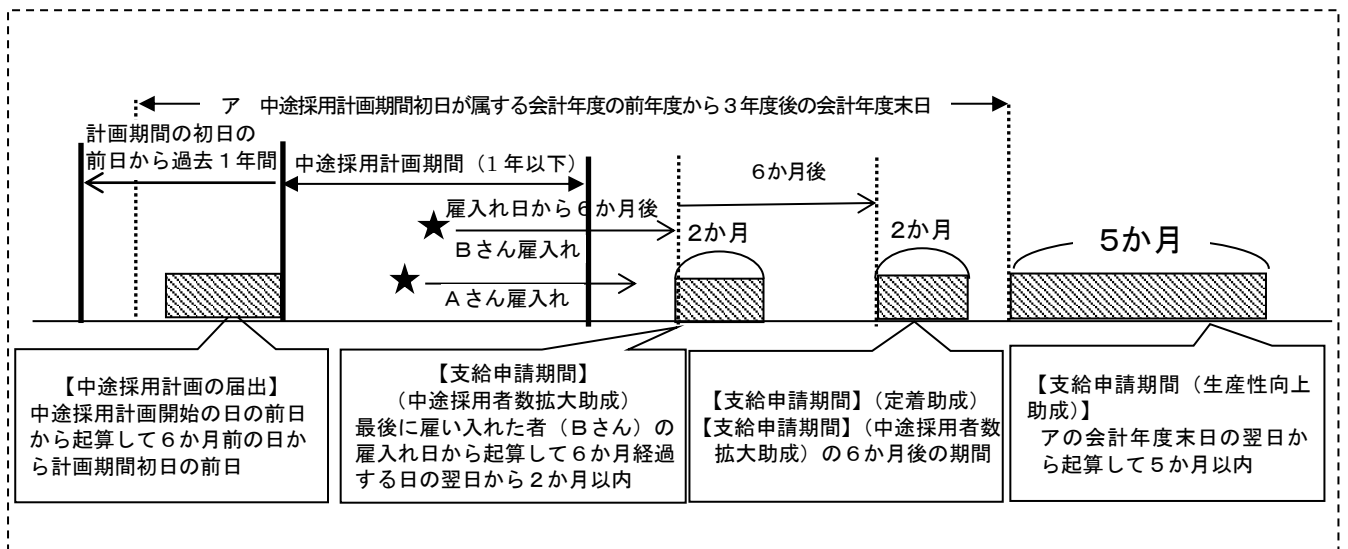 ア 中途採用計画期間初日が属する会計年度の前年度から３年度後の会計年度末日
計画期間の初日の
前日から過去１年間
中途採用計画期間（1年以下）
６か月後
雇入れ日から６か月後
Ｂさん雇入れ
２か月
２か月
５か月
Ａさん雇入れ
【中途採用計画の届出】
中途採用計画開始の日の前日
から起算して６か月前の日か
ら計画期間初日の前日
【支給申請期間】
（中途採用者数拡大助成）
最後に雇い入れた者（Ｂさん）の
雇入れ日から起算して６か月経過
する日の翌日から２か月以内
【支給申請期間】（定着助成）
【支給申請期間】（中途採用者数
拡大助成）の６か月後の期間
【支給申請期間（生産性向上
助成）】
アの会計年度末日の翌日か
ら起算して５か月以内